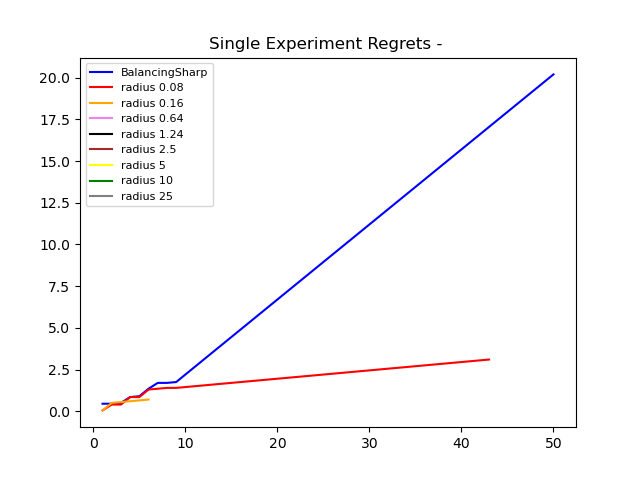 Single Experiment Regrets -
20.0
17.5
15.0
12.5
10.0
7.5
5.0
2.5
0.0
BalancingSharp
radius 0.08
radius 0.16
radius 0.64
radius 1.24
radius 2.5
radius 5
radius 10
radius 25
0 10 20 30 40 50